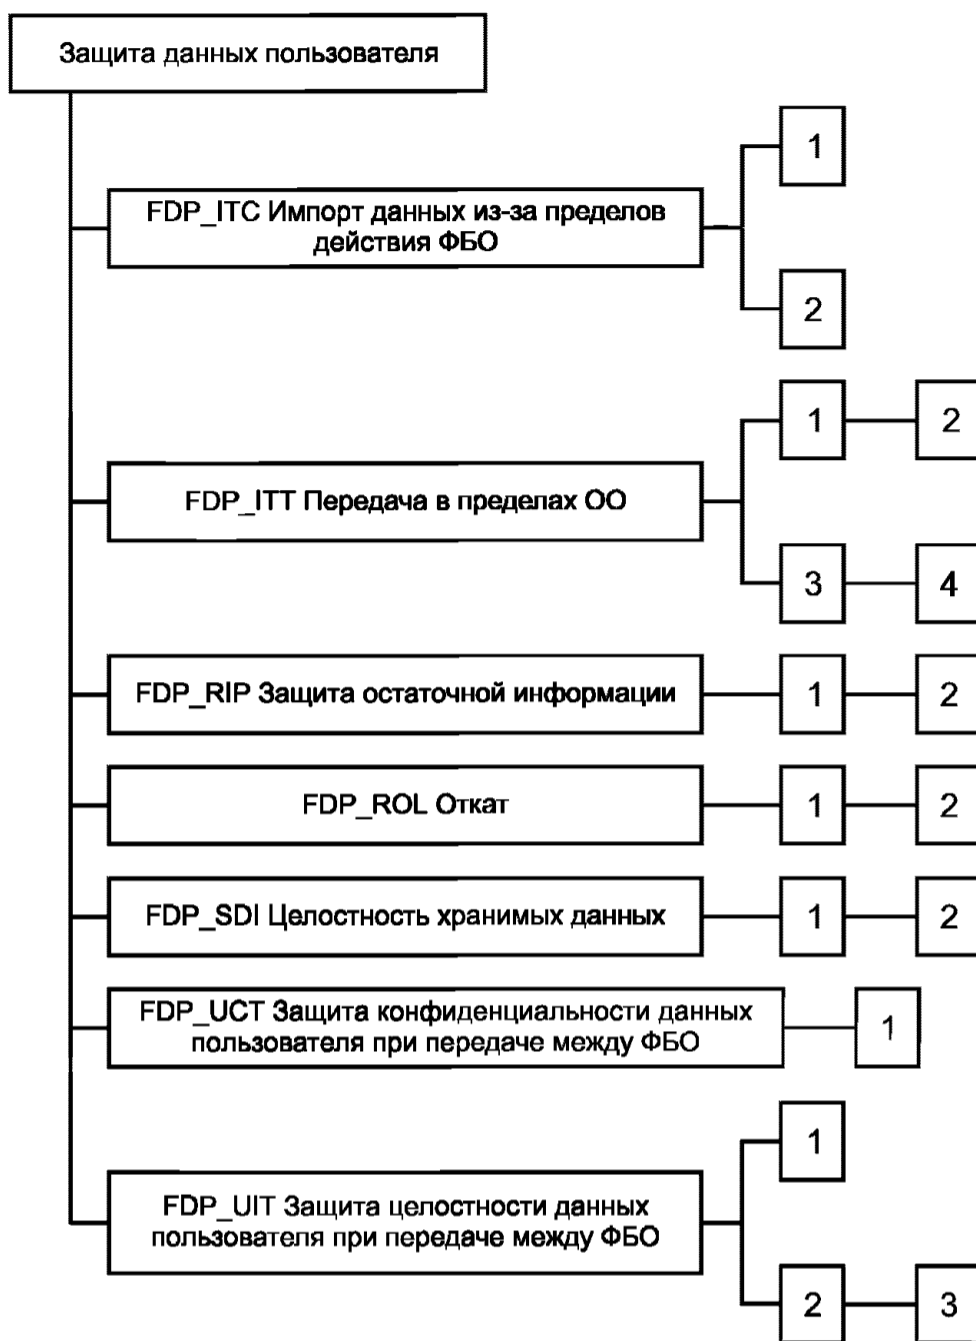 Защита данных пользователя
1
FDP_ITC Импорт данных из-за пределов
действия ФБО
2
1
2
FDP_ITT Передача в пределах ОО
3
4
FDP_RIP Защита остаточной информации
1
2
FDP_ROL Откат
1
2
FDP_SDI Целостность хранимых данных
1
2
FDP_UCT Защита конфиденциальности данных
пользователя при передаче между ФБО
1
1
FDP_UIT Защита целостности данных
пользователя при передаче между ФБО
2
3